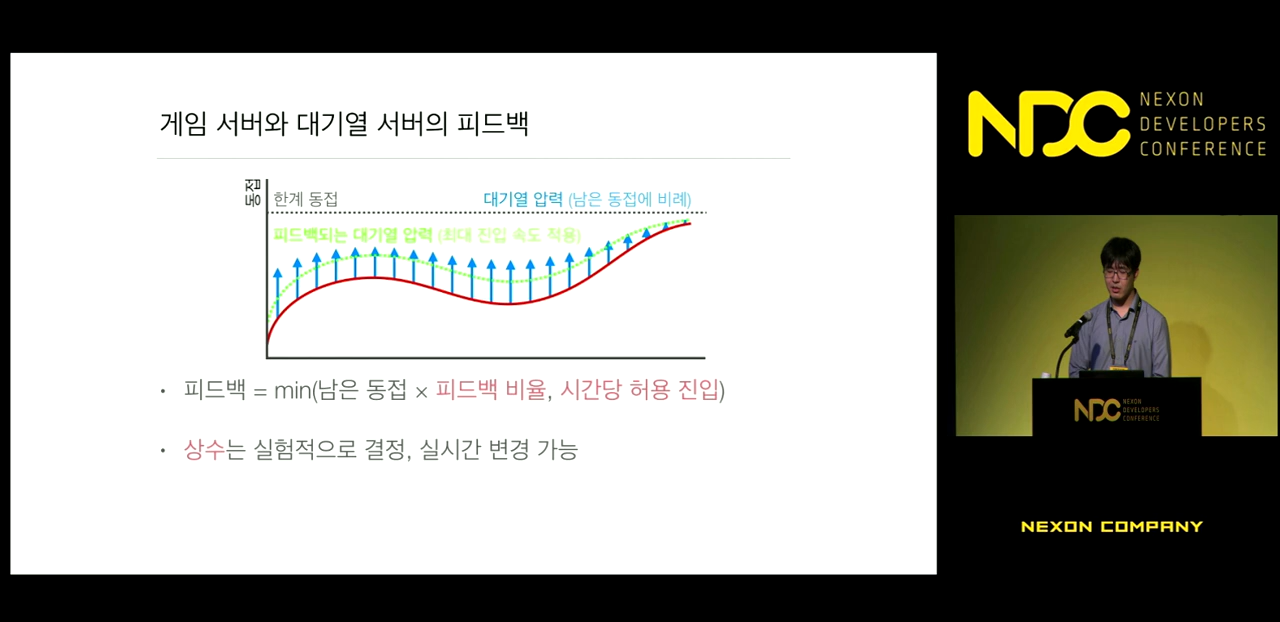 게임 서버와 대기열 서버의 피드백
동접
한계 동접
대기열 압력 (남은 동접에 비례)
피드백되는 대기열 압력 (최대 진입 속도 적용)
• 피드백 = min(남은 동접 × 피드백 비율, 시간당 허용 진입)
• 상수는 실험적으로 결정, 실시간 변경 가능
NDC
NEXON
DEVELOPERS
CONFERENCE
NDC
NEXON
DEVELOPERS
CONFERENCE
NEXON COMPANY